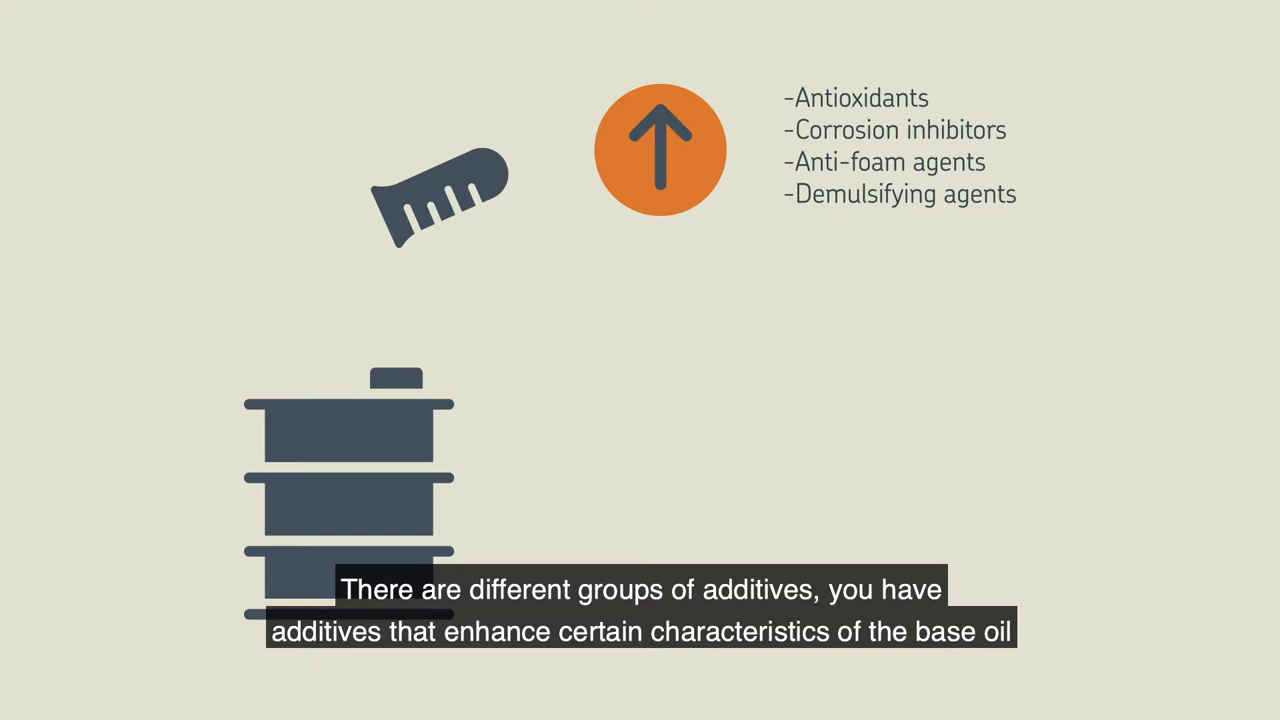 -Antioxidants
-Corrosion inhibitors
-Anti-foam agents
-Demulsifying agents
There are different groups of additives, you have
additives that enhance certain characteristics of the base oil